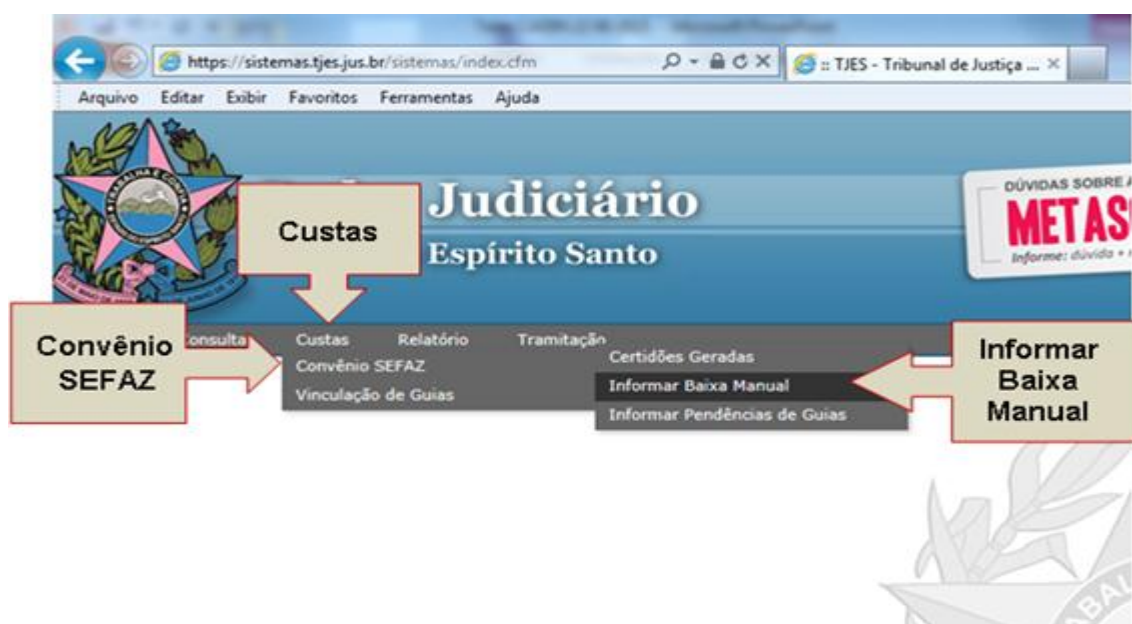 https://sistemas.tjes.jus.br/sistemas/index.cfm
:: TJES - Tribunal de Justiça ...
Arquivo Editar Exibir Favoritos Ferramentas Ajuda
Judiciário
Espírito Santo
DÚVIDAS SOBRE A
METAS
Informe: dúvida +
Custas
Convênio
SEFAZ
Consulta Custas Relatório Tramitação
Convênio SEFAZ
Vinculação de Guias
Certidões Geradas
Informar Baixa Manual
Informar Pendências de Guias
Informar
Baixa
Manual